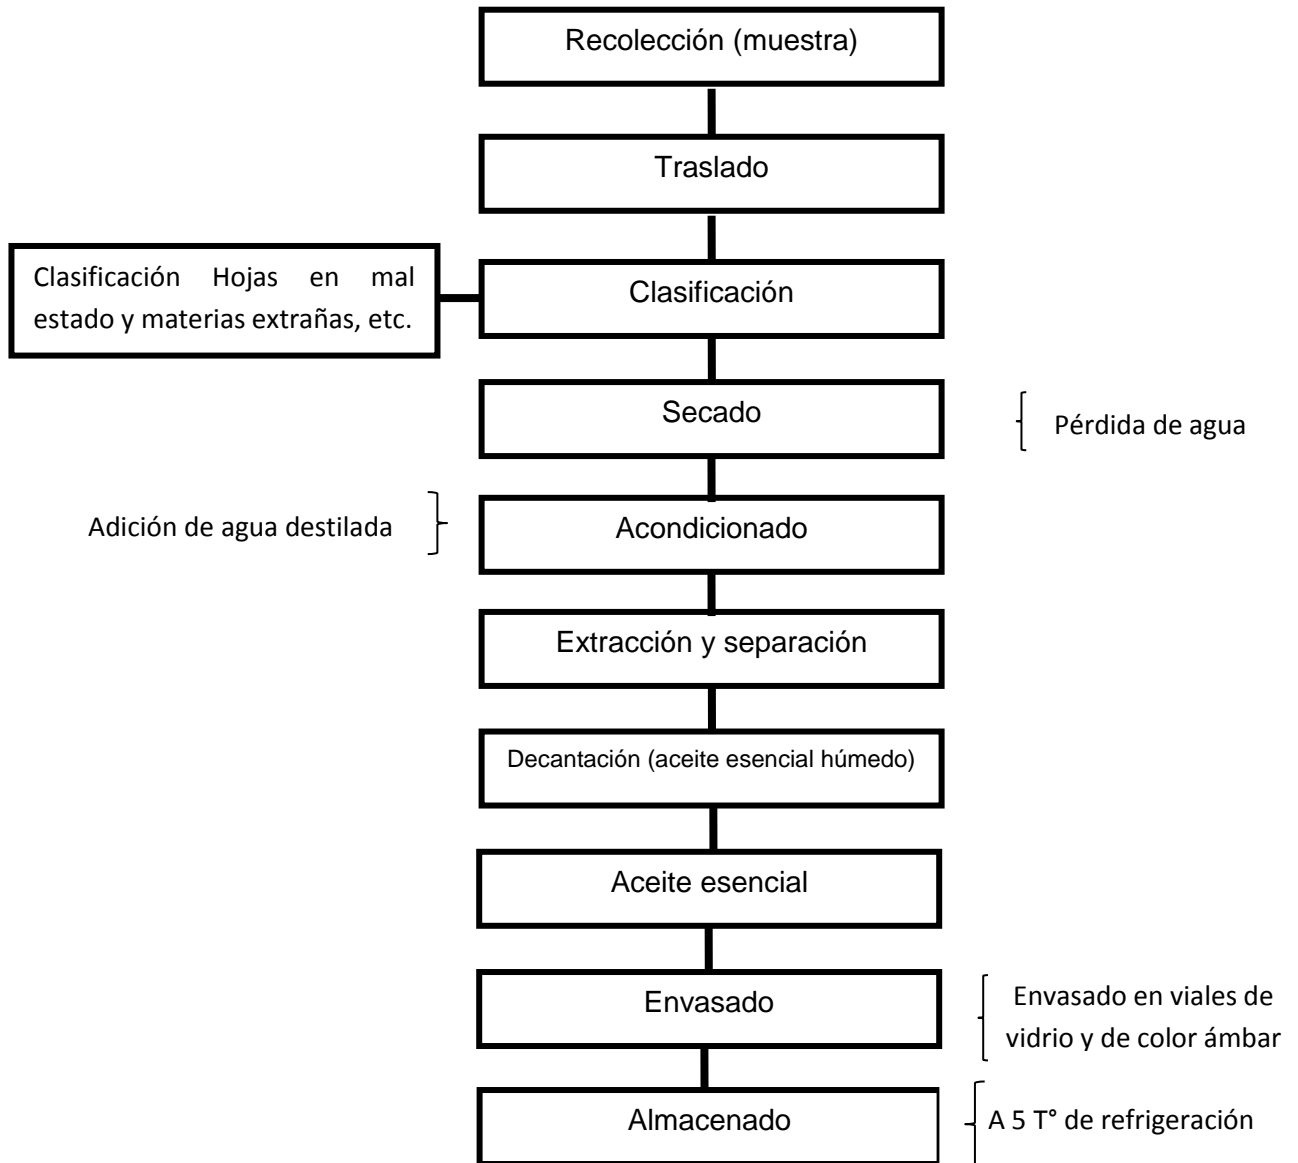 Recolección (muestra)
Traslado
Clasificación Hojas en mal
estado y materias extrañas, etc.
Clasificación
Secado
Pérdida de agua
Adición de agua destilada
Acondicionado
Extracción y separación
Decantación (aceite esencial húmedo)
Aceite esencial
Envasado
Envasado en viales de
vidrio y de color ámbar
Almacenado
A 5 T° de refrigeración